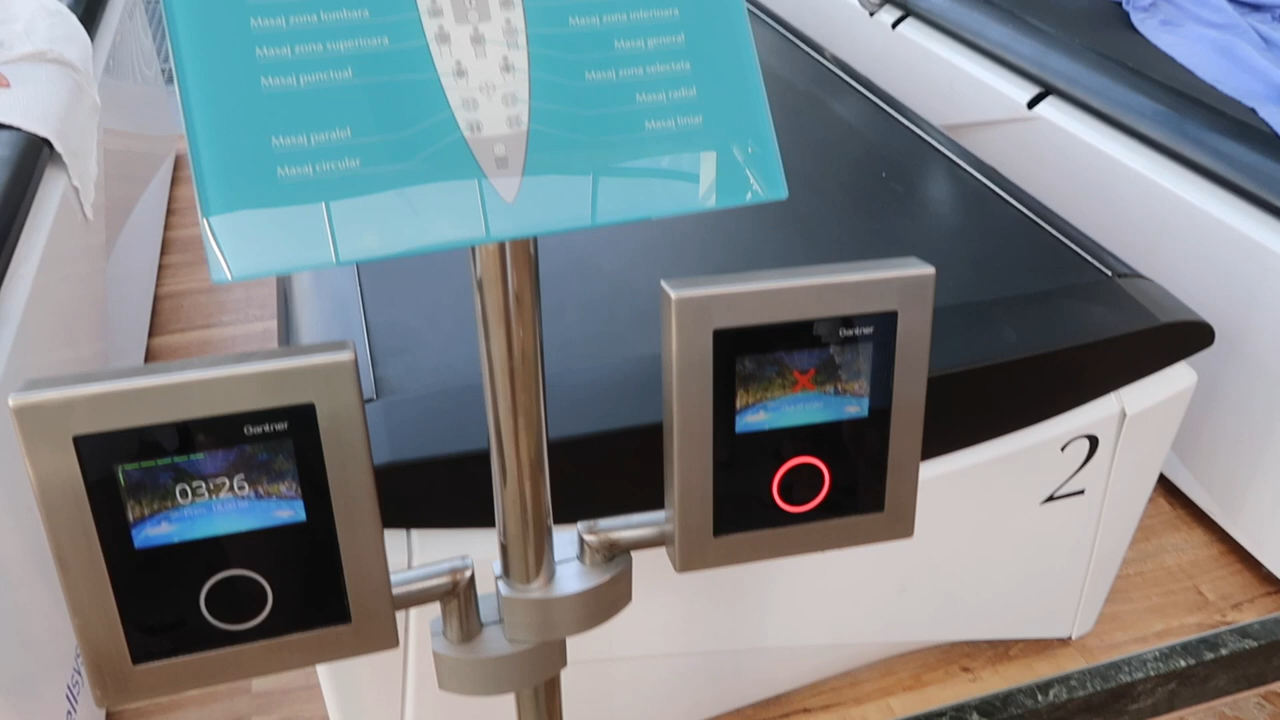 Masaj zona lombara
Masaj zona superioara
Masaj punctual
Masaj paralel
Masaj circular
Masaj zona inferioara
Masaj general
Masaj zona selectata
Masaj radial
Masaj liniar
Gantner
03:26
Gantner
2